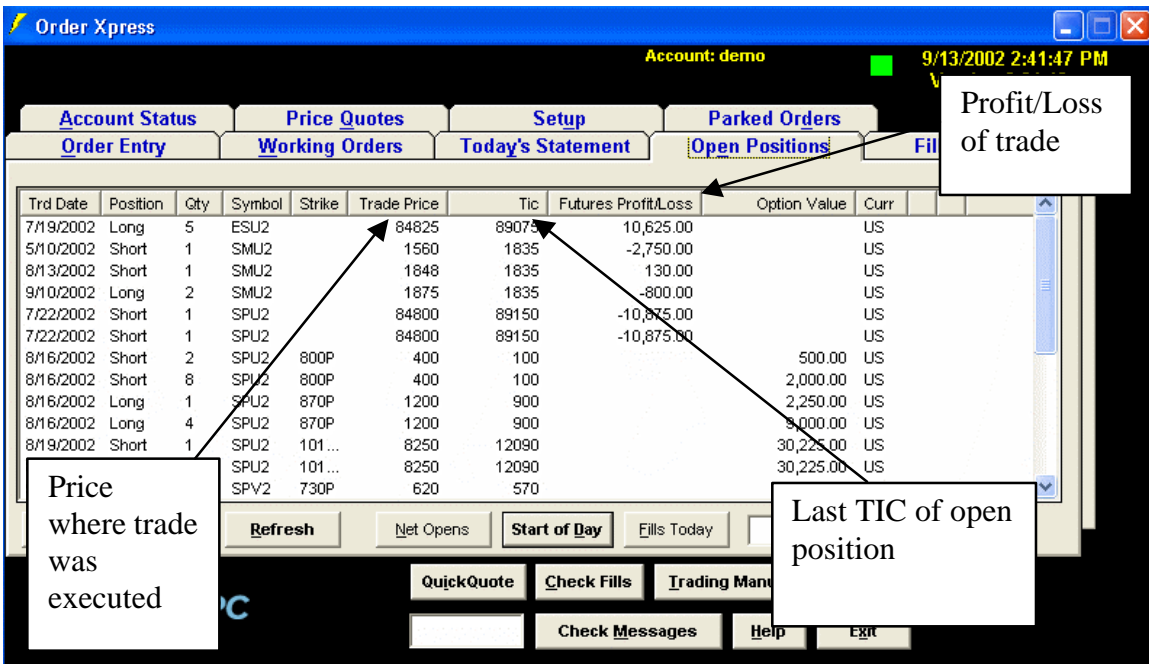 Order Xpress
Account: demo
9/13/2002 2:41:47 PM
Profit/Loss
of trade
Account Status Price Quotes Setup Parked Orders
Order Entry Working Orders Today's Statement Open Positions
Trd Date Position Qty Symbol Strike Trade Price Tic Futures Profit/Loss Option Value Curr
7/19/2002 Long 5 ESU2 84825 89075 10,625.00 US
5/10/2002 Short 1 SMU2 1560 1835 -2,750.00 US
8/13/2002 Short 1 SMU2 1848 1835 130.00 US
9/10/2002 Long 2 SMU2 1875 1835 -800.00 US
7/22/2002 Short 1 SPU2 84800 89150 -10,875.00 US
7/22/2002 Short 1 SPU2 84800 89150 -10,875.00 US
8/16/2002 Short 2 SPU2 800P 400 100 500.00 US
8/16/2002 Short 8 SPU2 800P 400 100 2,000.00 US
8/16/2002 Long 1 SPU2 870P 1200 900 2,250.00 US
8/16/2002 Long 4 SPU2 870P 1200 900 9,000.00 US
8/19/2002 Short 1 SPU2 101... 8250 12090 30,225.00 US
SPU2 101... 8250 12090 30,225.00 US
SPV2 730P 620 570
Price
where trade
was
executed
Last TIC of open
position
Refresh Net Opens Start of Day Fills Today
QuickQuote Check Fills Trading
Check Messages Help Exit